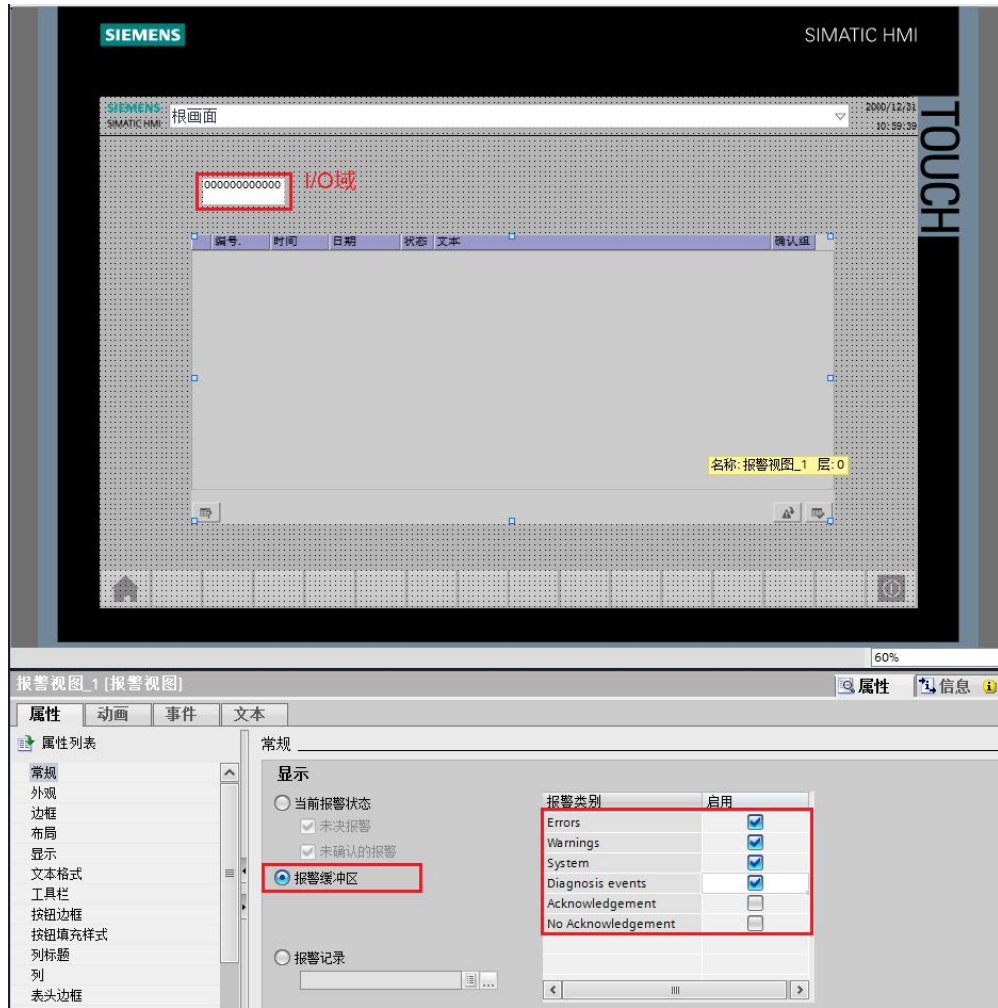 SIEMENS
SIMATIC HMI
TOUCH
SIEMENS
SIMATIC HMI
根画面
2000/12/31
10:59:39
000000000000
I/O域
编号.
时间
日期
状态
文本
确认组
名称:报警视图_1 层:0
60%
报警视图_1 [报警视图]
属性
信息
属性
动画
事件
文本
属性列表
常规
外观
边框
布局
显示
文本格式
工具栏
按钮边框
按钮填充样式
列标题
列
表头边框
常规
显示
当前报警状态
未决报警
未确认的报警
报警缓冲区
报警记录
...
报警类别 启用
Errors
Warnings
System
Diagnosis events
Acknowledgement
No Acknowledgement